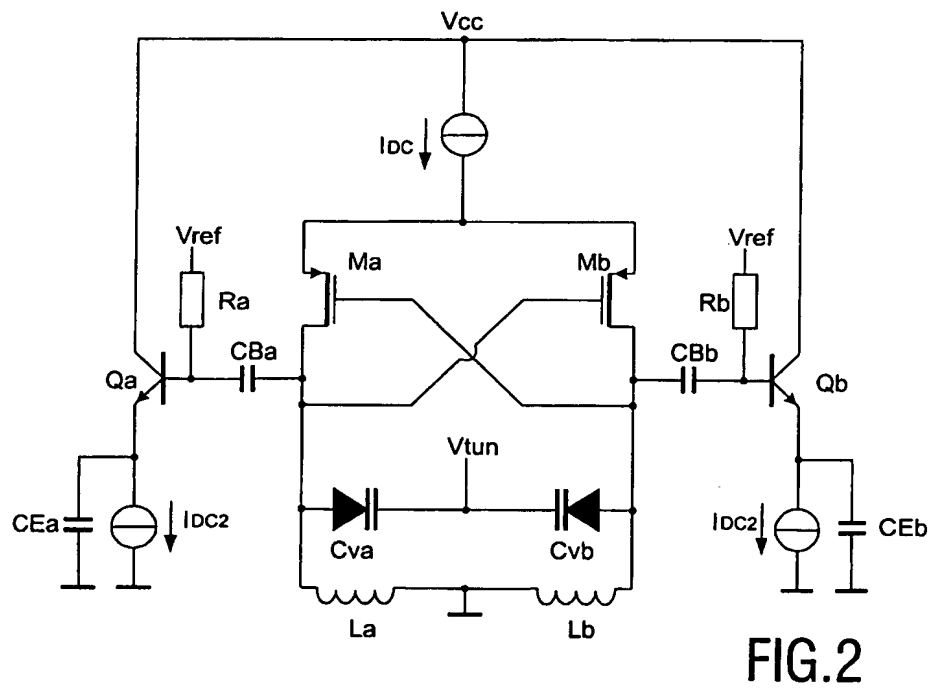 Vcc
IDC
Vref
Ma
Mb
Vref
Ra
Rb
CBa
CBb
Qa
Qb
Vtun
CEa
IDC2
Cva
Cvb
IDC2
CEb
La
Lb
FIG.2